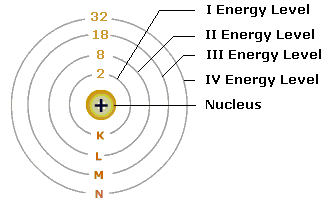 32
18
8
2
+
K
L
M
N
I Energy Level
II Energy Level
III Energy Level
IV Energy Level
Nucleus